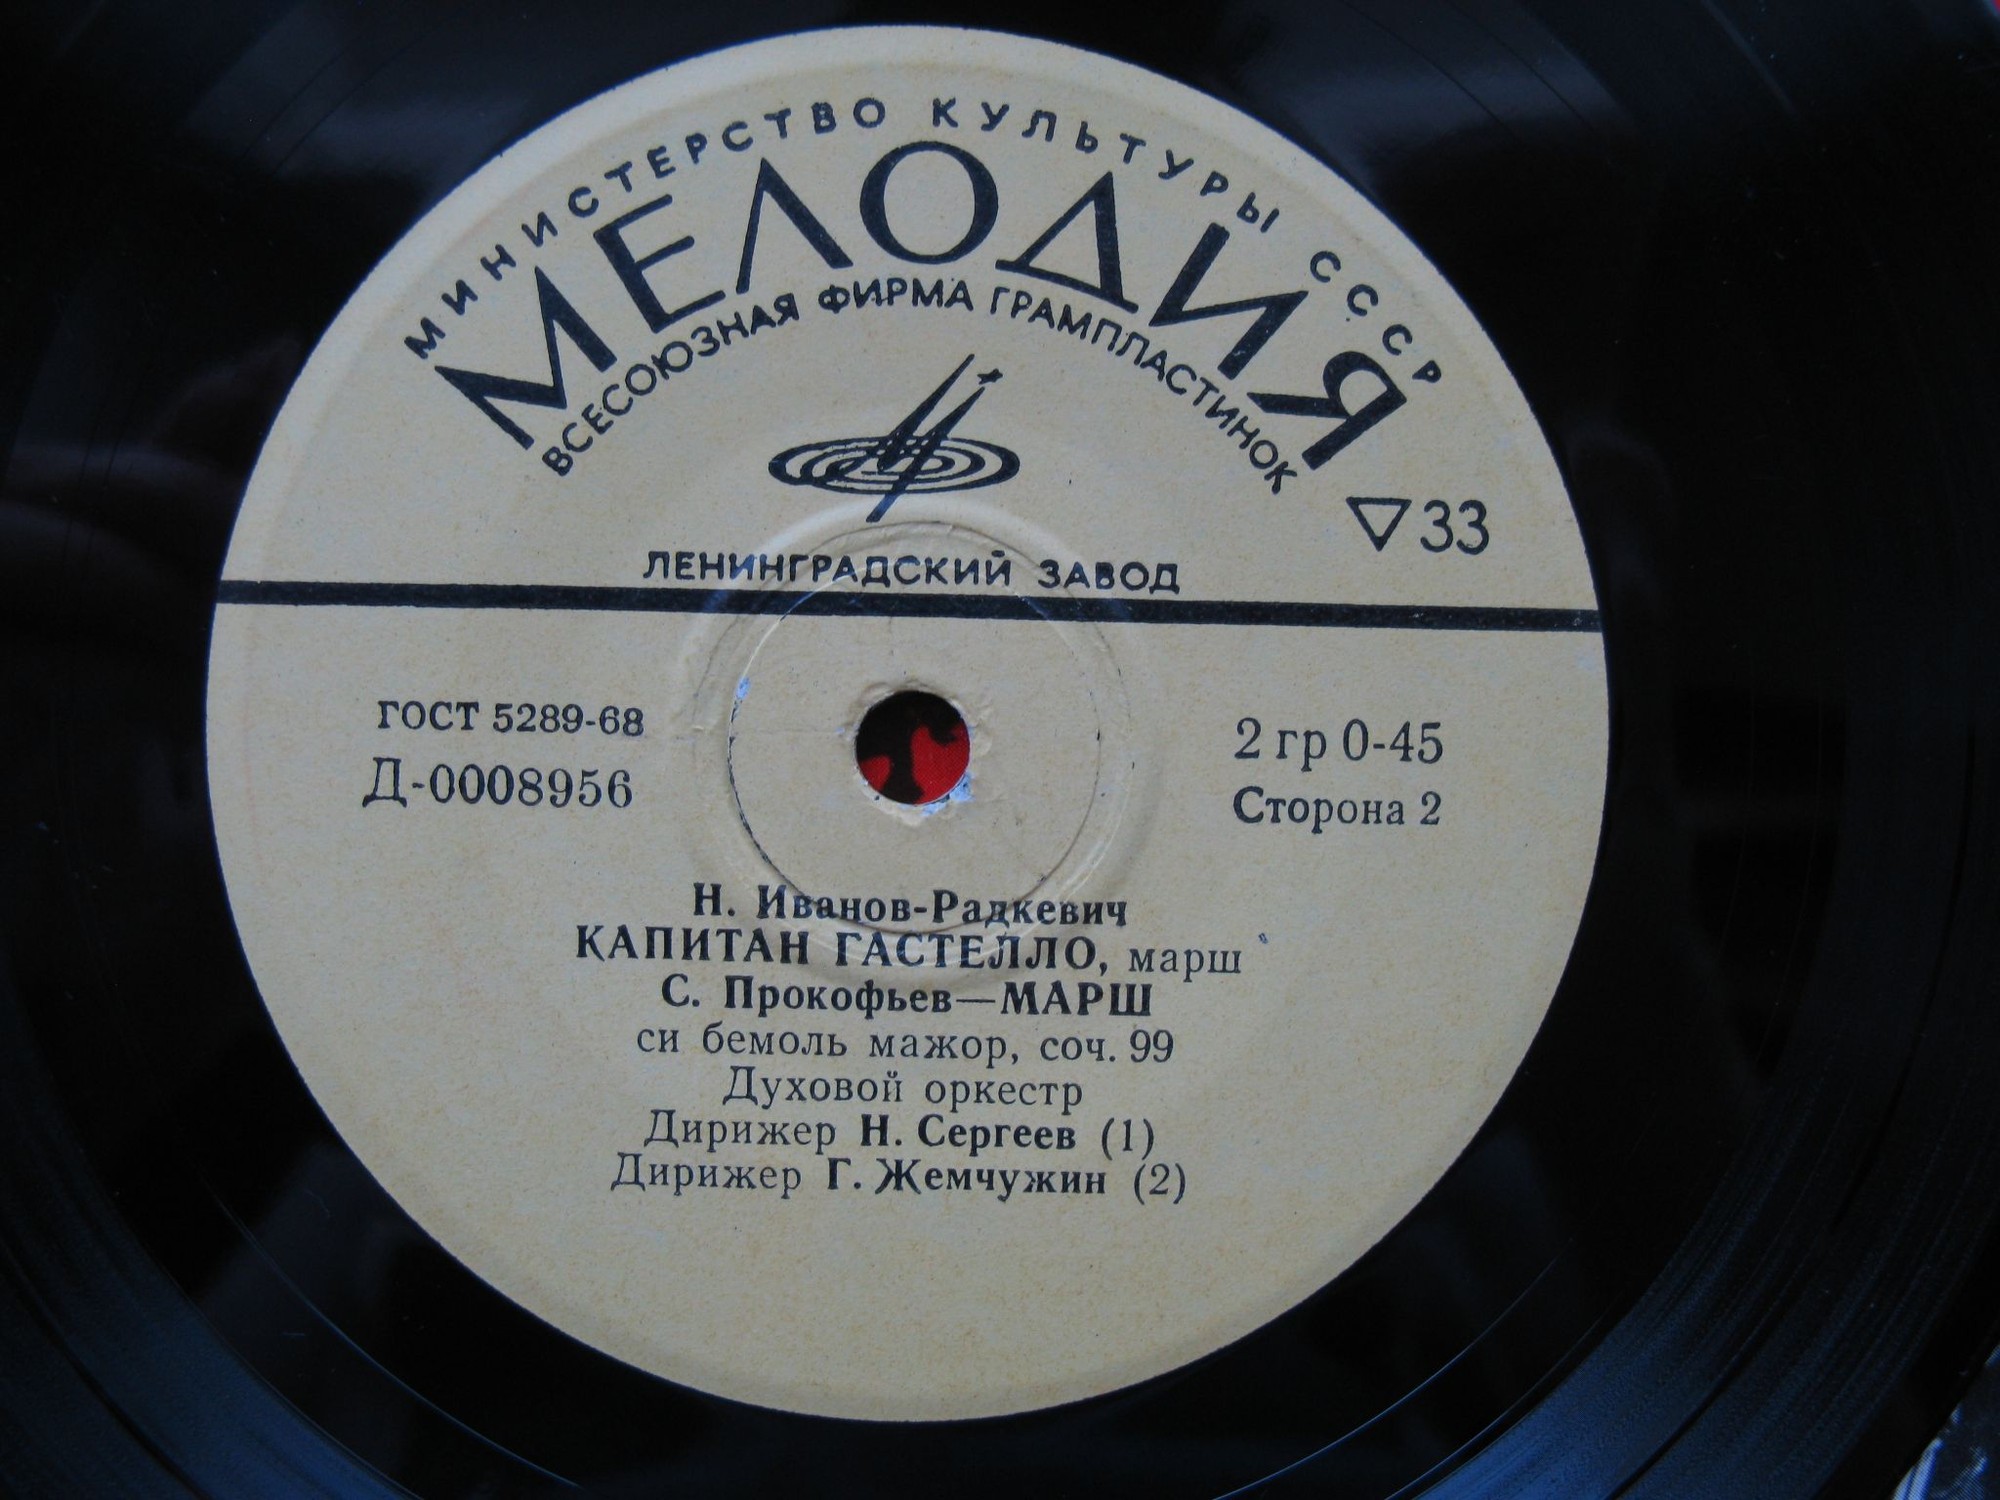 МИНИСТЕРСТВО КУЛЬТУРЫ СССР
МЕЛОДИЯ
ВСЕСОЮЗНАЯ ФИРМА ГРАМПЛАСТИНОК
▽33
ЛЕНИНГРАДСКИЙ ЗАВОД
ГОСТ 5289-68
Д-0008956
2 гр 0-45
Сторона 2
Н. Иванов-Радкевич
КАПИТАН ГАСТЕЛЛО, марш
С. Прокофьев—МАРШ
си бемоль мажор, соч. 99
Духовой оркестр
Дирижер Н. Сергеев (1)
Дирижер Г. Жемчужин (2)